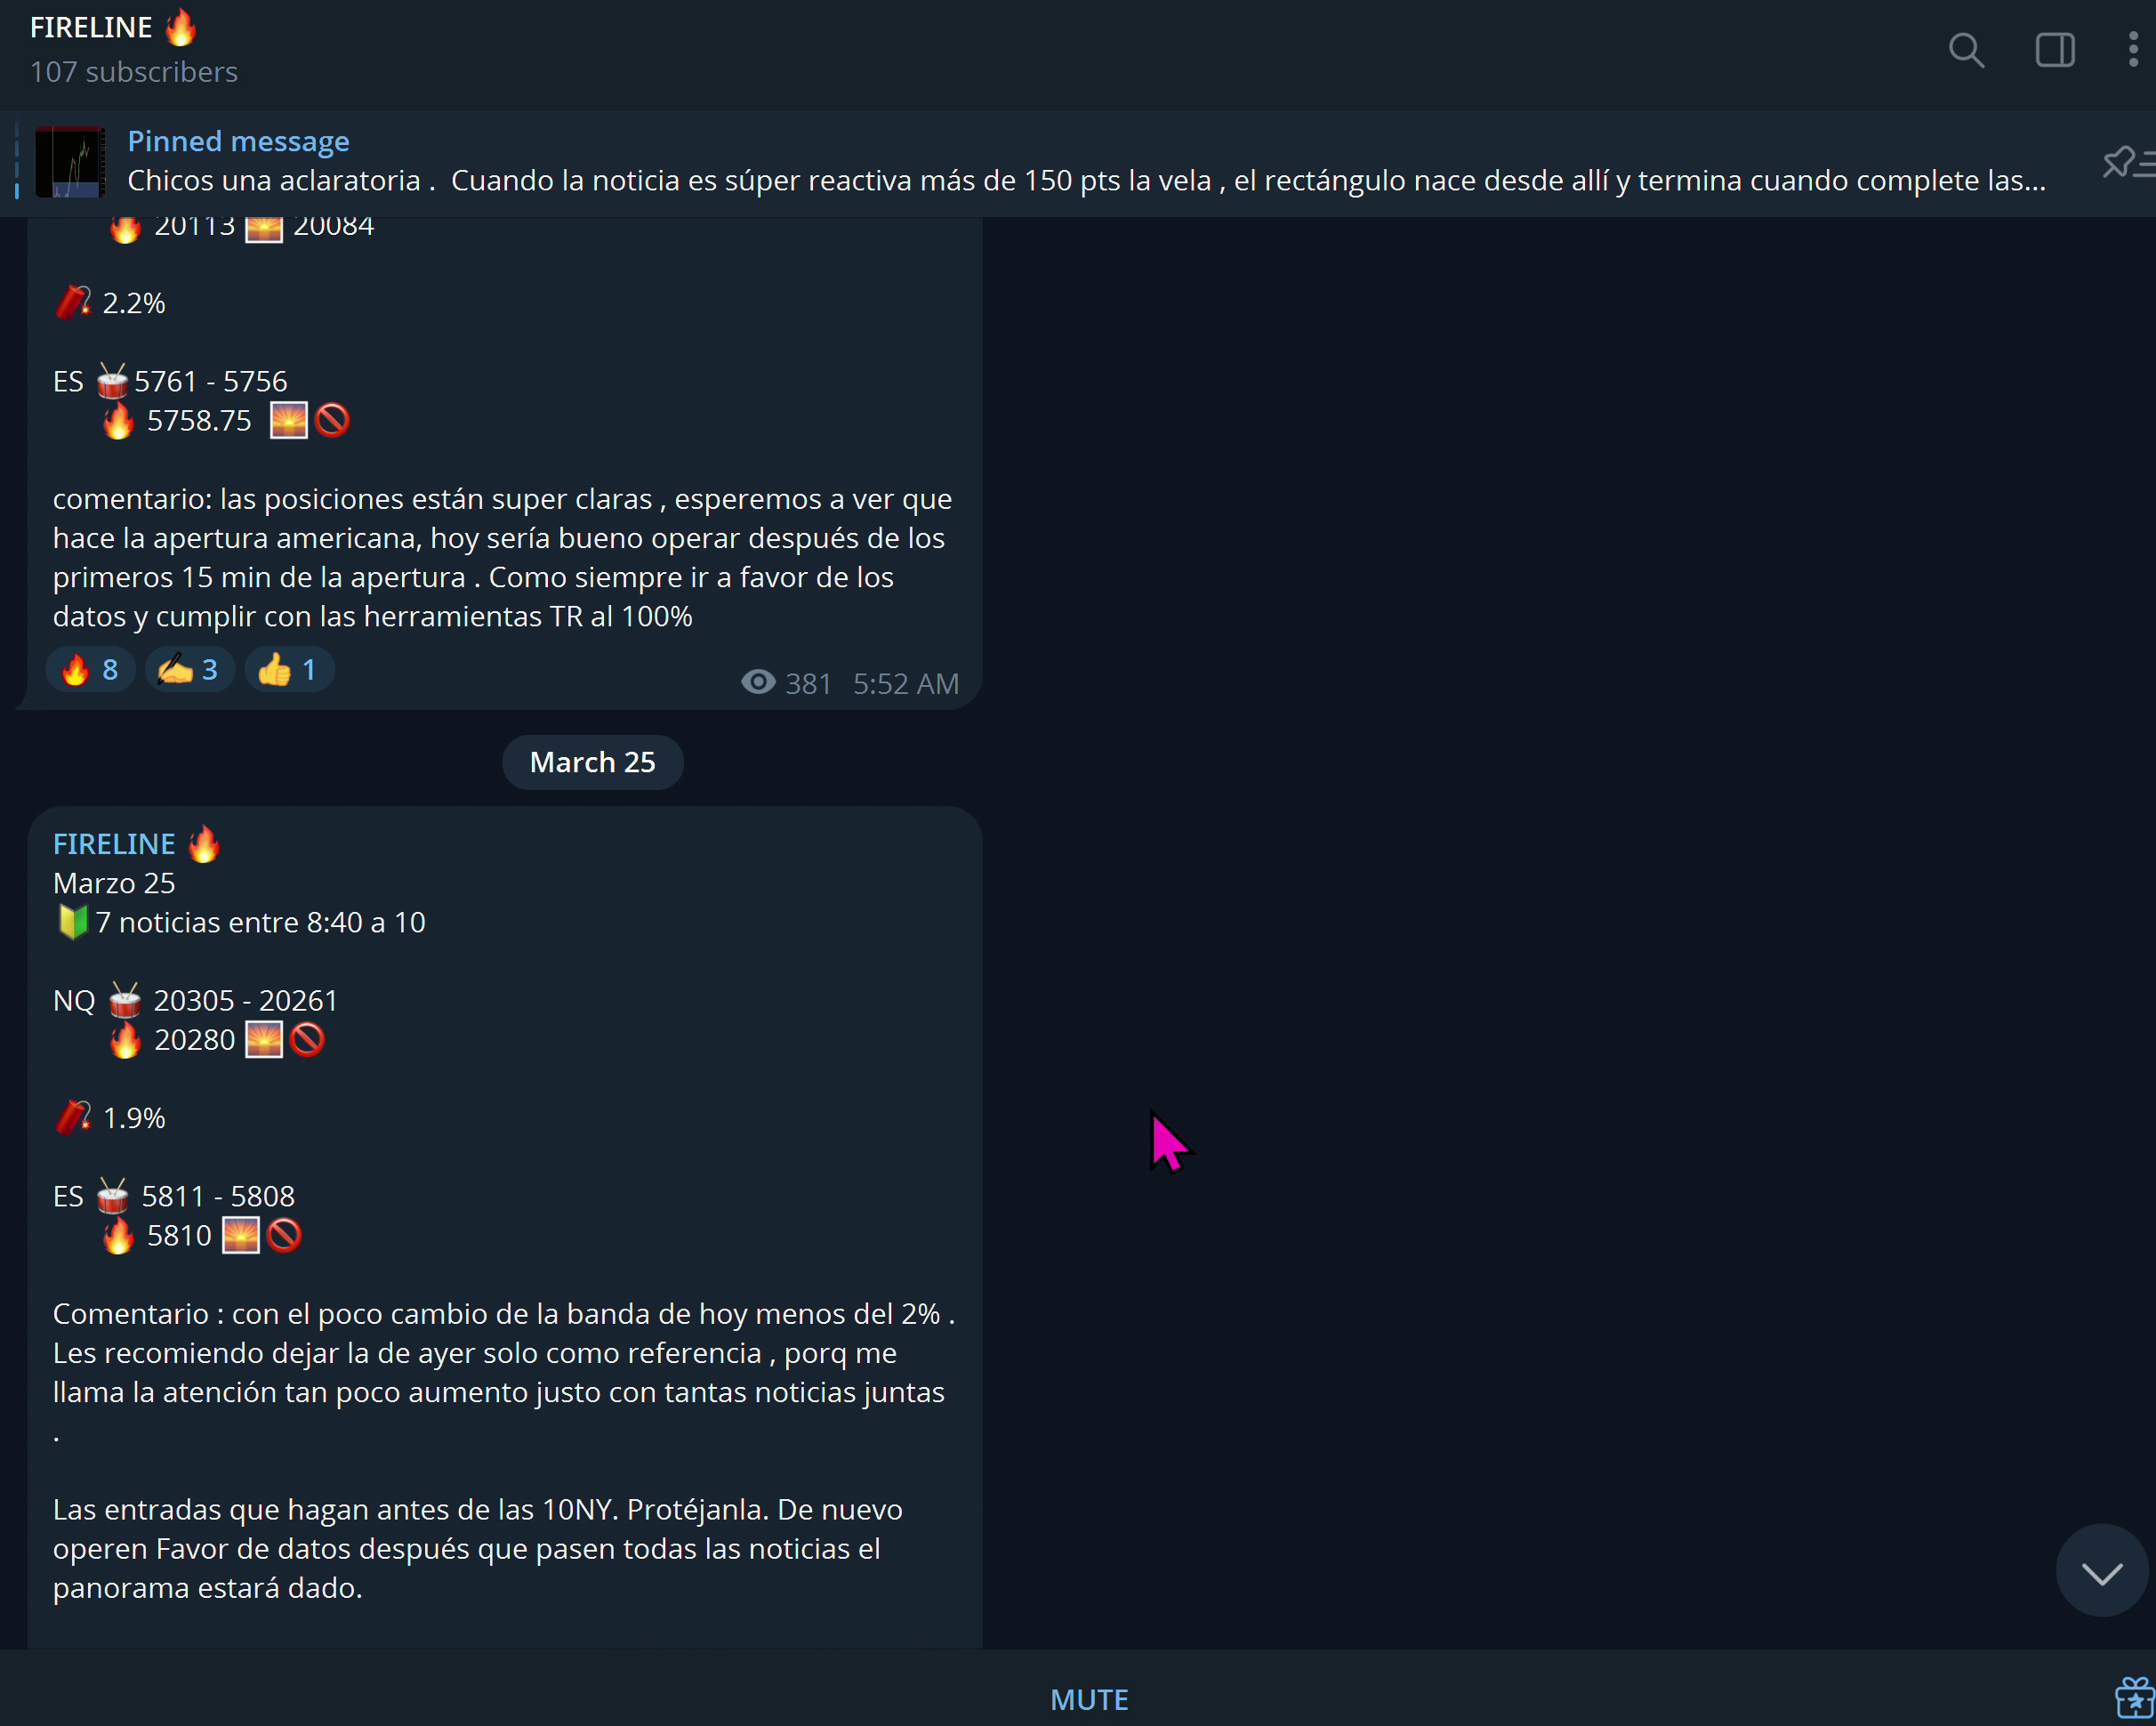 FIRELINE 🔥
107 subscribers
Pinned message
Chicos una aclaratoria .  Cuando la noticia es súper reactiva más de 150 pts la vela , el rectángulo nace desde allí y termina cuando complete las...
🔥 20113 🌅 20084
🧨 2.2%
ES 🥁5761 - 5756
🔥 5758.75 🌅🚫
comentario: las posiciones están super claras , esperemos a ver que
hace la apertura americana, hoy sería bueno operar después de los
primeros 15 min de la apertura . Como siempre ir a favor de los
datos y cumplir con las herramientas TR al 100%
🔥 8 ✍️ 3 👍 1
381 5:52 AM
March 25
FIRELINE 🔥
Marzo 25
🔰7 noticias entre 8:40 a 10
NQ 🥁 20305 - 20261
🔥 20280 🌅🚫
🧨 1.9%
ES 🥁 5811 - 5808
🔥 5810 🌅🚫
Comentario : con el poco cambio de la banda de hoy menos del 2% .
Les recomiendo dejar la de ayer solo como referencia , porq me
llama la atención tan poco aumento justo con tantas noticias juntas
.
Las entradas que hagan antes de las 10NY. Protéjanla. De nuevo
operen Favor de datos después que pasen todas las noticias el
panorama estará dado.
MUTE